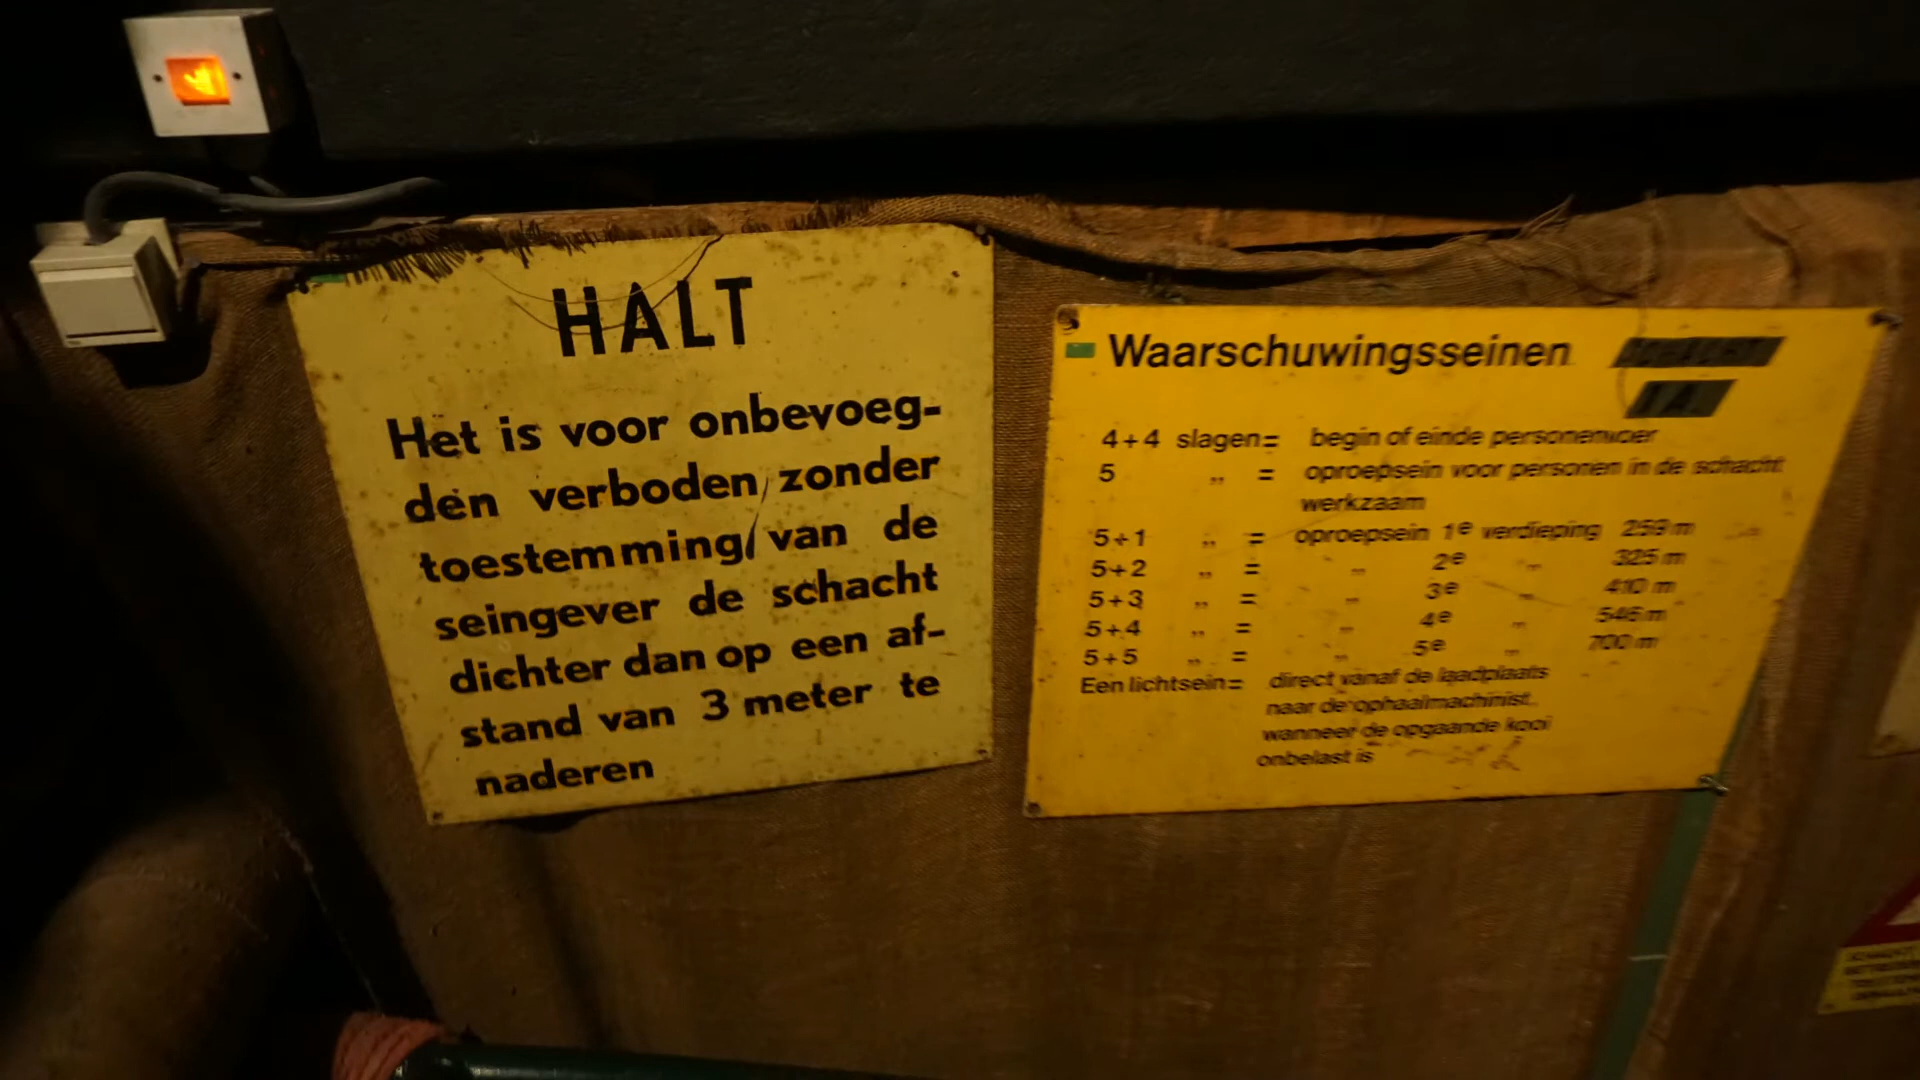 HALT
Het is voor onbevoeg-
den verboden zonder
toestemming van de
seingever de schacht
dichter dan op een af-
stand van 3 meter te
naderen
Waarschuwingsseinen
4+4 slagen= begin of einde personenvoer
5 ,, = oproepsein voor personen in de schacht
werkzaam
5+1 ,, = oproepsein 1e verdieping 259 m
5+2 ,, = ,, 2e ,, 325 m
5+3 ,, = ,, 3e ,, 410 m
5+4 ,, = ,, 4e ,, 546 m
5+5 ,, = ,, 5e ,, 700 m
Een lichtsein= direct vanaf de laadplaats
naar de ophaalmachinist,
wanneer de opgaande kooi
onbelast is